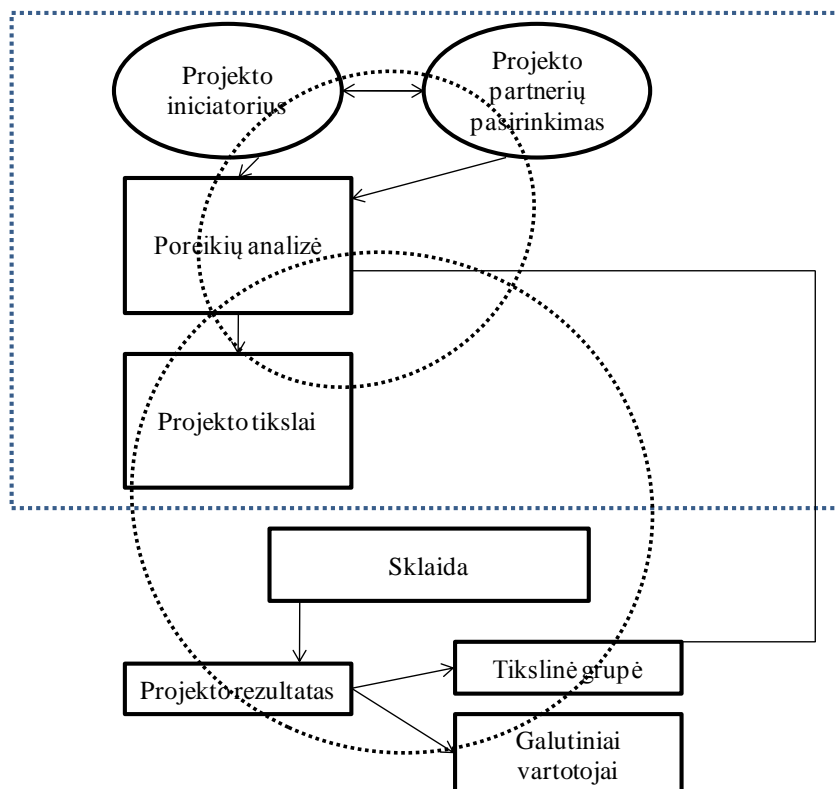 Projekto
iniciatorius
Projekto
partnerių
pasirinkimas
Poreikių analizė
Projekto tikslai
Sklaida
Tikslinė grupė
Projekto rezultatas
Galutiniai
vartotojai